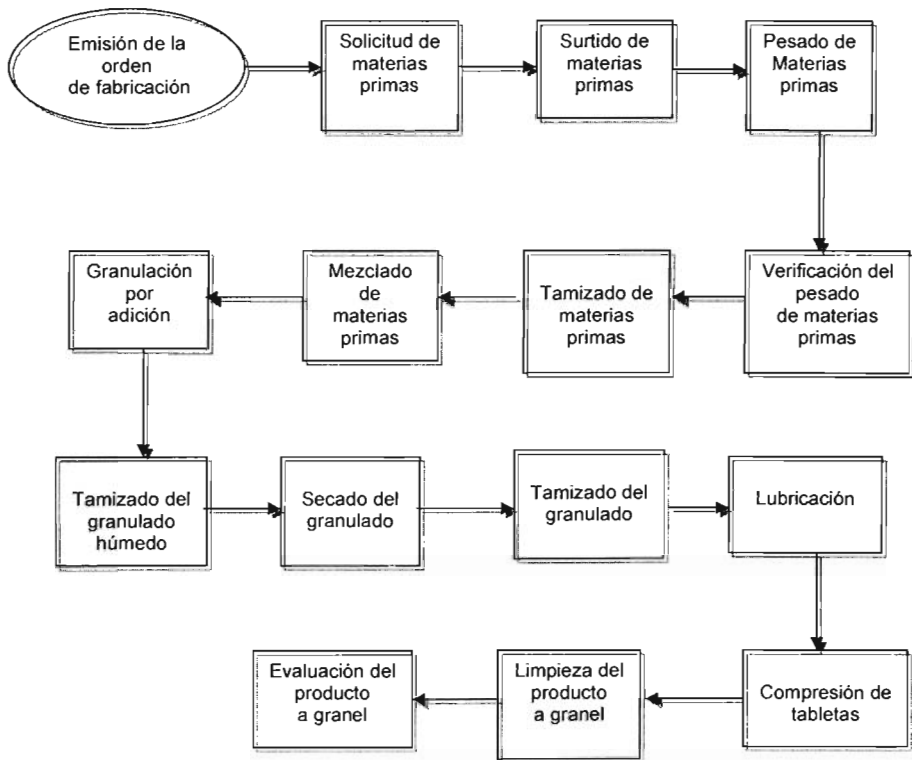 Emisión de la
orden
de fabricación
Solicitud de
materias
primas
Surtido de
materias
primas
Pesado de
Materias
primas
Verificación del
pesado
de materias
primas
Tamizado de
materias
primas
Mezclado
de
materias
primas
Granulación
por
adición
Tamizado del
granulado
húmedo
Secado del
granulado
Tamizado del
granulado
Lubricación
Compresión de
tabletas
Limpieza del
producto
a granel
Evaluación del
producto
a granel